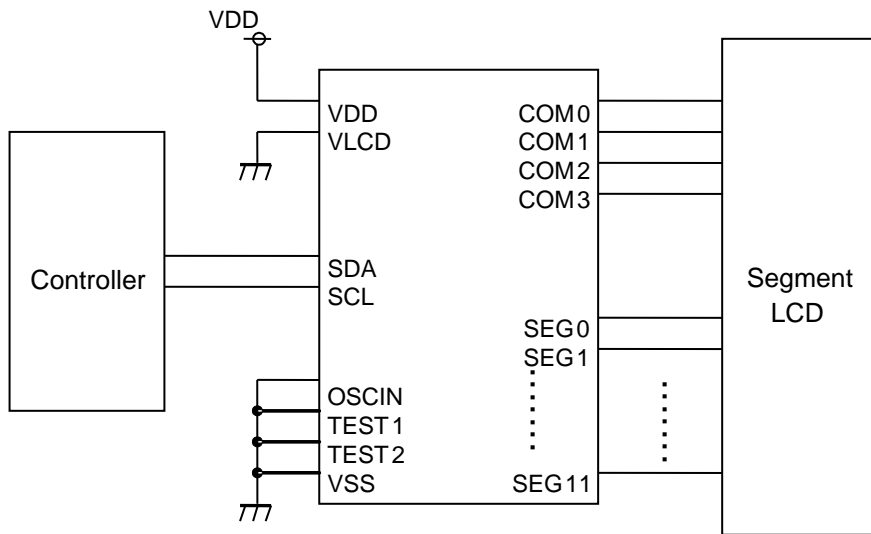 VDD
VDD
VLCD
COM0
COM1
COM2
COM3
Controller
SDA
SCL
Segment
LCD
SEG0
SEG1
OSCIN
TEST1
TEST2
VSS
SEG11